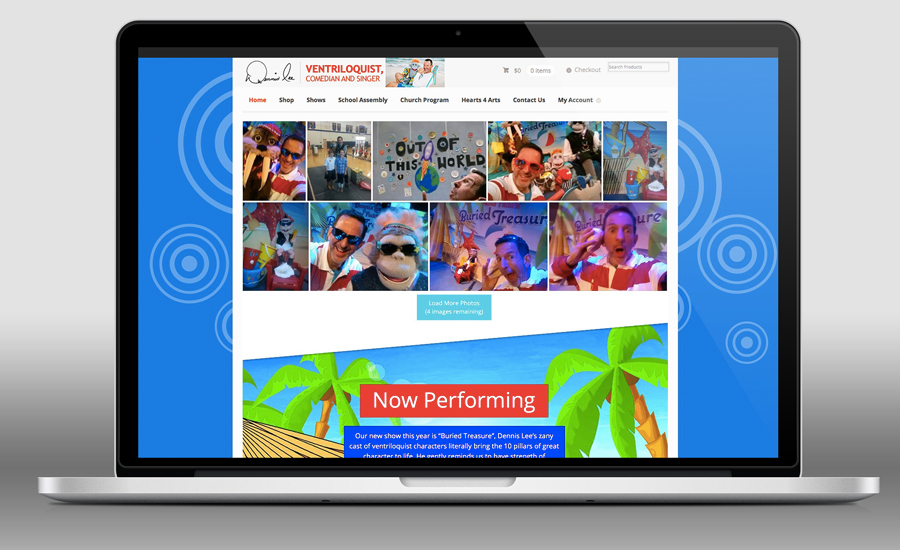 Dennis Lee
VENTRILOQUIST,
COMEDIAN AND SINGER
$0 0 items
Checkout
Search Products
Home Shop Shows School Assembly Church Program Hearts 4 Arts Contact Us My Account
OUT OF
THIS WORLD
Buried Treasure
Buried Treasure
Load More Photos
(4 images remaining)
Now Performing
Our new show this year is "Buried Treasure", Dennis Lee's zany
cast of ventriloquist characters literally bring the 10 pillars of great
character to life. He gently reminds us to have strength of